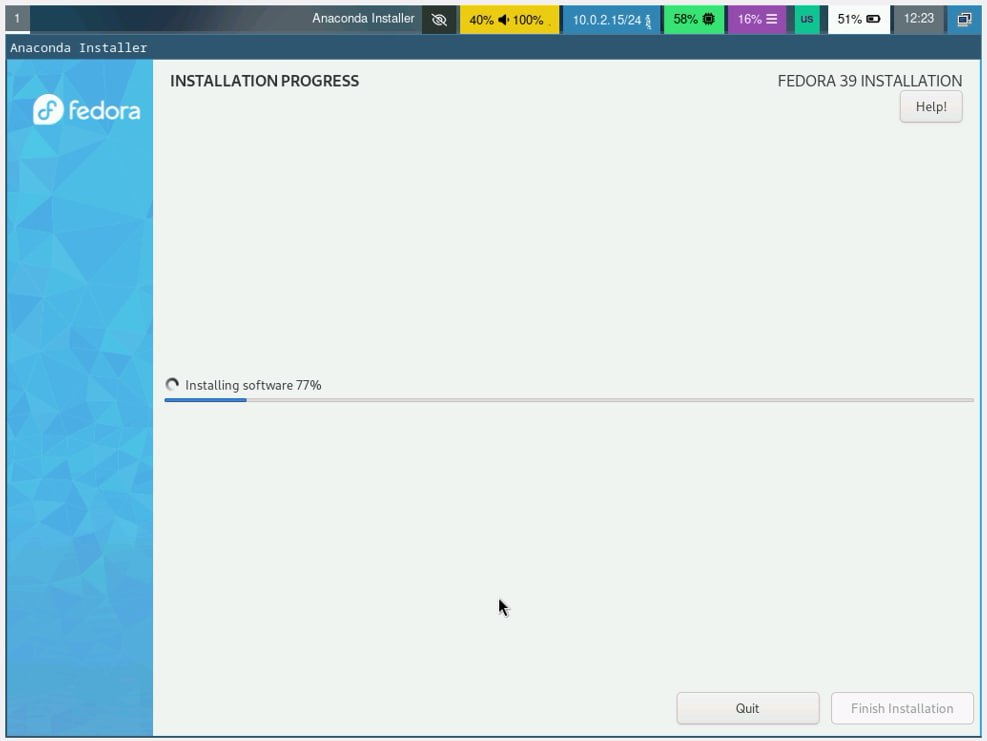 1 Anaconda Installer 40% 100% 10.0.2.15/24 58% 16% us 51% 12:23
Anaconda Installer
fedora
INSTALLATION PROGRESS
FEDORA 39 INSTALLATION
Help!
Installing software 77%
Quit
Finish Installation